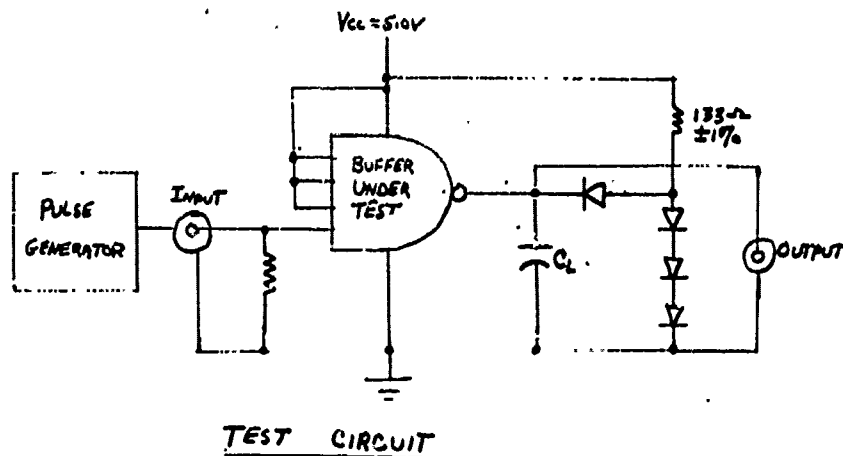 Vcc = 5.0V
133Ω
±1%
BUFFER
UNDER
TEST
INPUT
PULSE
GENERATOR
CL
OUTPUT
TEST CIRCUIT